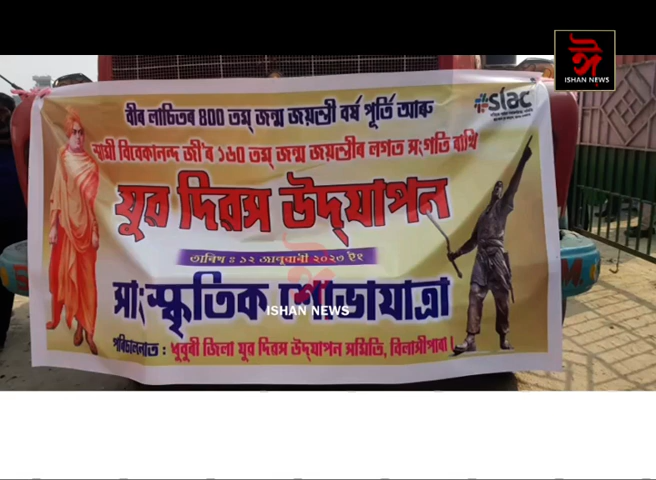 ঈ
ISHAN NEWS
slac
বীৰ লাচিতৰ ৪০০ তম্ জন্ম জয়ন্তী বৰ্ষ পূৰ্তি আৰু
স্বামী বিবেকানন্দ জী'ৰ ১৬০ তম্ জন্ম জয়ন্তীৰ লগত সংগতি ৰাখি
যুৱ দিৱস উদ্‌যাপন
তাৰিখ ঃ ১২ জানুৱাৰী ২০২৩ ইং
সাংস্কৃতিক শোভাযাত্ৰা
ISHAN NEWS
পৰিচালনাত : ধুবুৰী জিলা যুৱ দিৱস উদ্‌যাপন সমিতি, বিলাসীপাৰা।